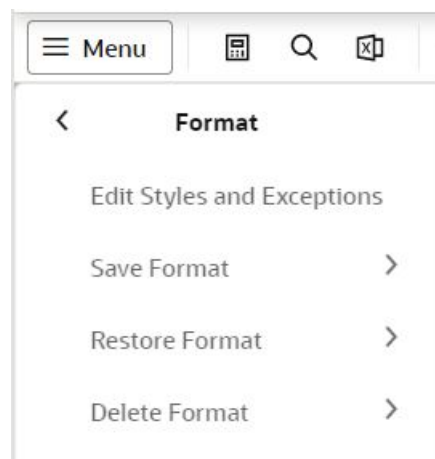 Menu
Format
Edit Styles and Exceptions
Save Format
Restore Format
Delete Format